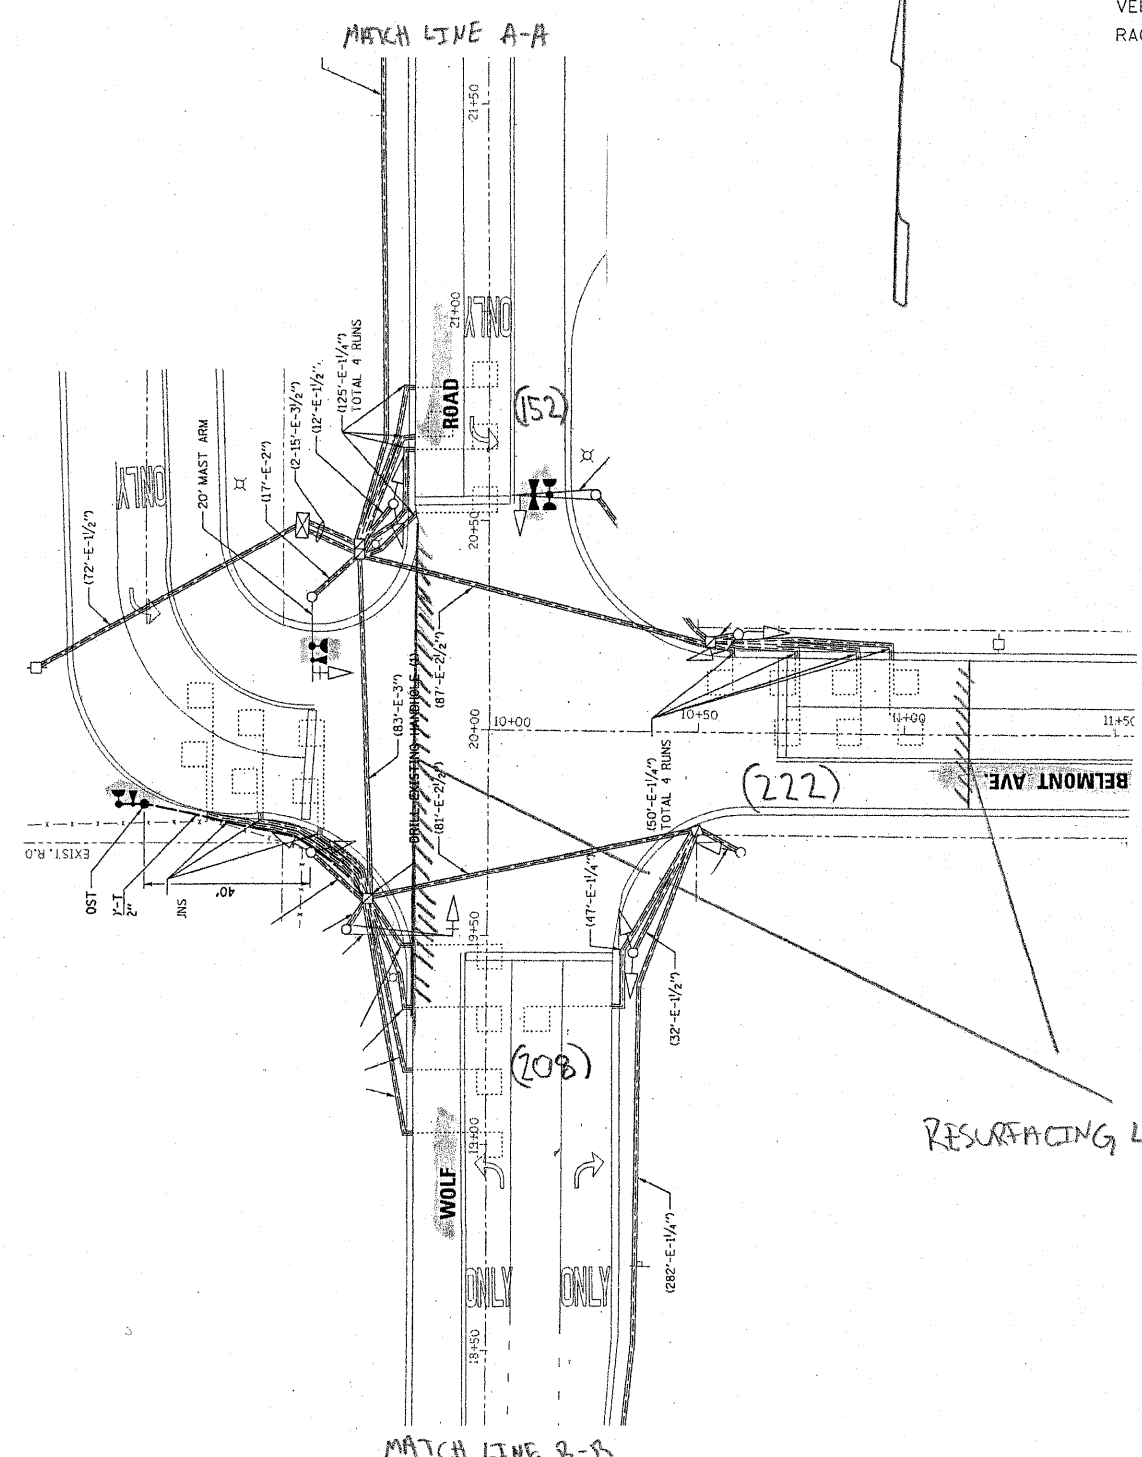 MATCH LINE A-A
21+50
ONLY
21+00
ROAD
(152)
(125'-E-1¼")
TOTAL 4 RUNS
(12'-E-1½")
(2-15'-E-3½")
(17'-E-2")
20' MAST ARM
ONLY
(72'-E-1½")
20+50
(87'-E-2½")
DRILL EXISTING HANDHOLE (1)
(83'-E-3")
(81'-E-2½")
20+00
10+00
10+50
11+00
11+50
(50'-E-1¼")
TOTAL 4 RUNS
(222)
BELMONT AVE.
EXIST. R.O
OST
2"
40'
19+50
(47'-E-1¼")
(32'-E-1½")
(208)
19+00
RESURFACING L
WOLF
(282'-E-1¼")
ONLY
ONLY
18+50
MATCH LINE B-B